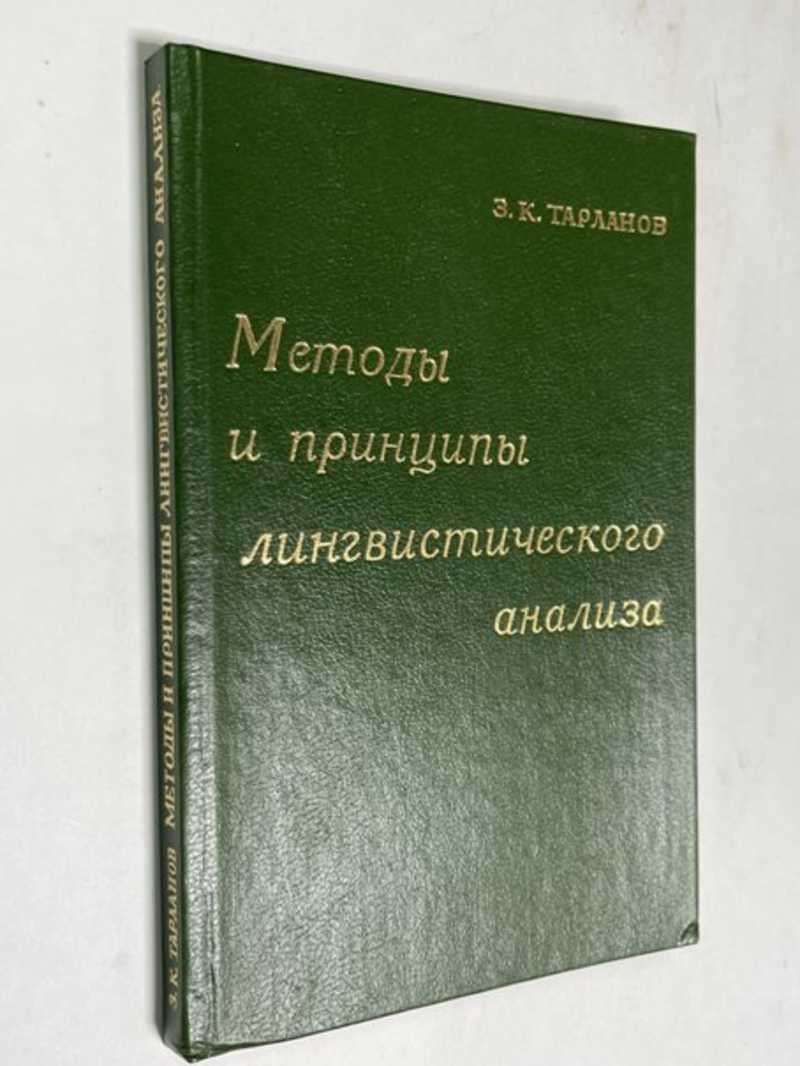 З. К. ТАРЛАНОВ
Методы
и принципы
лингвистического
анализа
З. К. ТАРЛАНОВ МЕТОДЫ И ПРИНЦИПЫ ЛИНГВИСТИЧЕСКОГО АНАЛИЗА